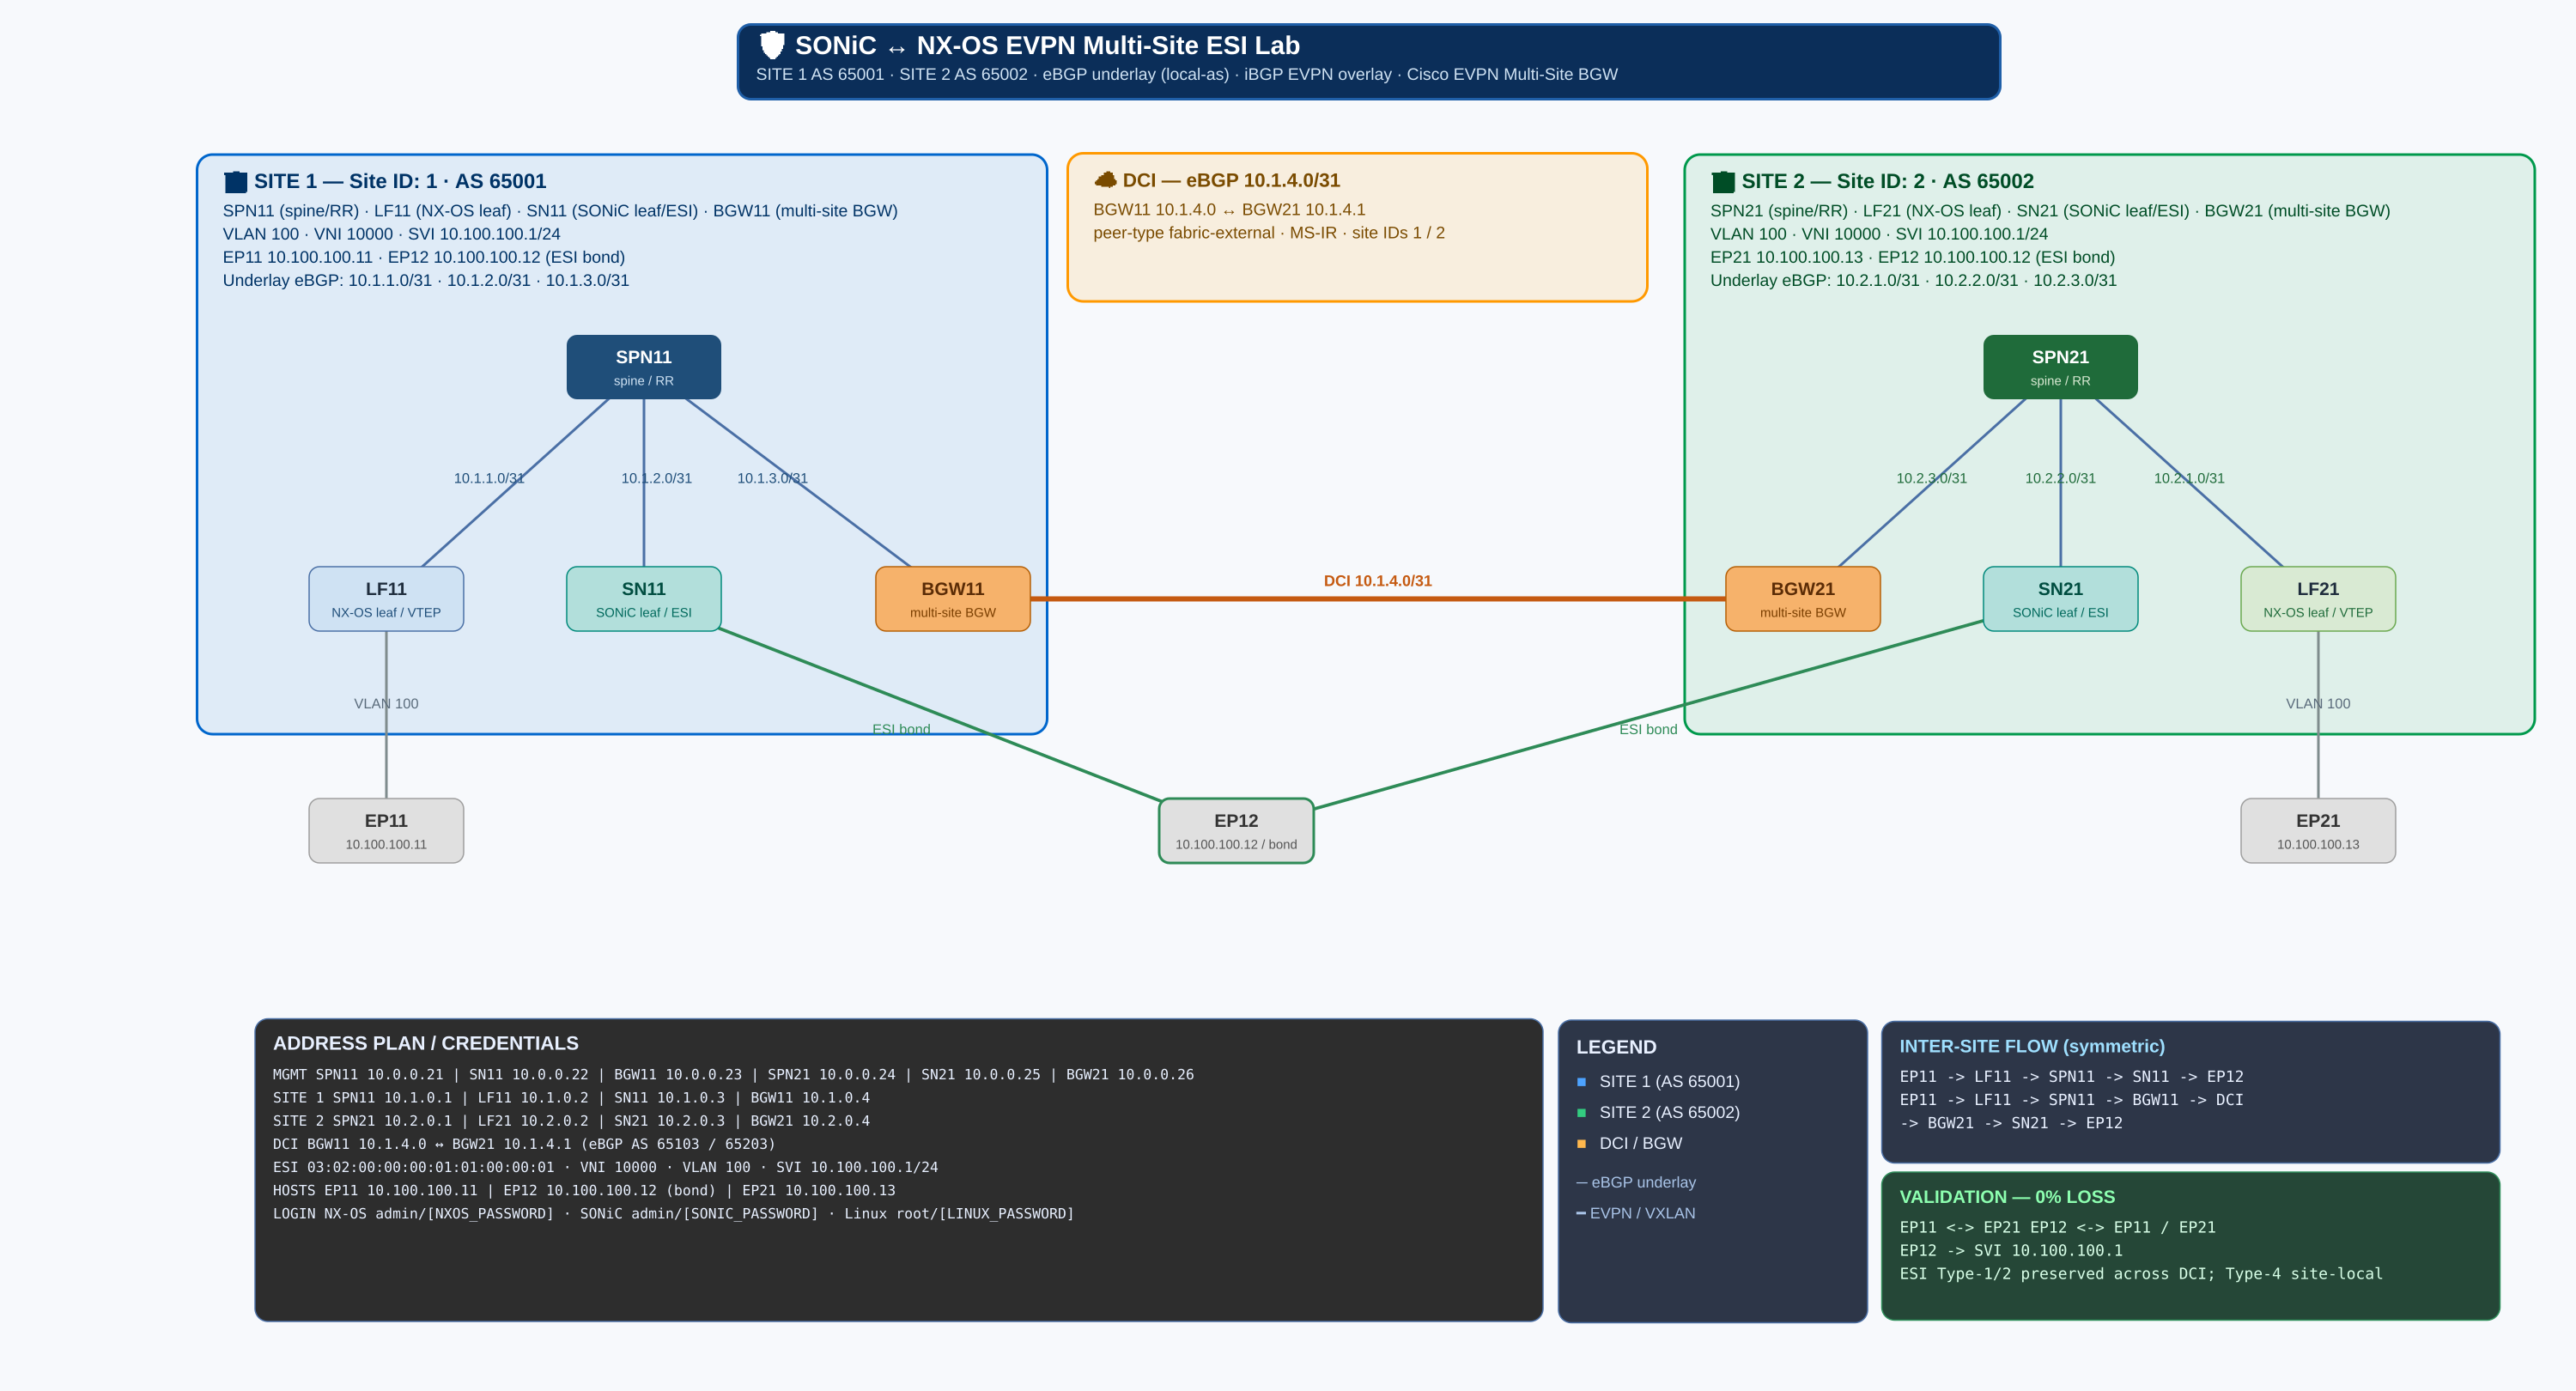 SONiC ↔ NX-OS EVPN Multi-Site ESI Lab
SITE 1 AS 65001 · SITE 2 AS 65002 · eBGP underlay (local-as) · iBGP EVPN overlay · Cisco EVPN Multi-Site BGW
SITE 1 — Site ID: 1 · AS 65001
SPN11 (spine/RR) · LF11 (NX-OS leaf) · SN11 (SONiC leaf/ESI) · BGW11 (multi-site BGW)
VLAN 100 · VNI 10000 · SVI 10.100.100.1/24
EP11 10.100.100.11 · EP12 10.100.100.12 (ESI bond)
Underlay eBGP: 10.1.1.0/31 · 10.1.2.0/31 · 10.1.3.0/31
DCI — eBGP 10.1.4.0/31
BGW11 10.1.4.0 ↔ BGW21 10.1.4.1
peer-type fabric-external · MS-IR · site IDs 1 / 2
SITE 2 — Site ID: 2 · AS 65002
SPN21 (spine/RR) · LF21 (NX-OS leaf) · SN21 (SONiC leaf/ESI) · BGW21 (multi-site BGW)
VLAN 100 · VNI 10000 · SVI 10.100.100.1/24
EP21 10.100.100.13 · EP12 10.100.100.12 (ESI bond)
Underlay eBGP: 10.2.1.0/31 · 10.2.2.0/31 · 10.2.3.0/31
SPN11
spine / RR
SPN21
spine / RR
10.1.1.0/31
10.1.2.0/31
10.1.3.0/31
10.2.3.0/31
10.2.2.0/31
10.2.1.0/31
LF11
NX-OS leaf / VTEP
SN11
SONiC leaf / ESI
BGW11
multi-site BGW
DCI 10.1.4.0/31
BGW21
multi-site BGW
SN21
SONiC leaf / ESI
LF21
NX-OS leaf / VTEP
VLAN 100
ESI bond
ESI bond
VLAN 100
EP11
10.100.100.11
EP12
10.100.100.12 / bond
EP21
10.100.100.13
ADDRESS PLAN / CREDENTIALS
MGMT SPN11 10.0.0.21 | SN11 10.0.0.22 | BGW11 10.0.0.23 | SPN21 10.0.0.24 | SN21 10.0.0.25 | BGW21 10.0.0.26
SITE 1 SPN11 10.1.0.1 | LF11 10.1.0.2 | SN11 10.1.0.3 | BGW11 10.1.0.4
SITE 2 SPN21 10.2.0.1 | LF21 10.2.0.2 | SN21 10.2.0.3 | BGW21 10.2.0.4
DCI BGW11 10.1.4.0 ↔ BGW21 10.1.4.1 (eBGP AS 65103 / 65203)
ESI 03:02:00:00:00:01:01:00:00:01 · VNI 10000 · VLAN 100 · SVI 10.100.100.1/24
HOSTS EP11 10.100.100.11 | EP12 10.100.100.12 (bond) | EP21 10.100.100.13
LOGIN NX-OS admin/[NXOS_PASSWORD] · SONiC admin/[SONIC_PASSWORD] · Linux root/[LINUX_PASSWORD]
LEGEND
SITE 1 (AS 65001)
SITE 2 (AS 65002)
DCI / BGW
─ eBGP underlay
━ EVPN / VXLAN
INTER-SITE FLOW (symmetric)
EP11 -> LF11 -> SPN11 -> SN11 -> EP12
EP11 -> LF11 -> SPN11 -> BGW11 -> DCI
-> BGW21 -> SN21 -> EP12
VALIDATION — 0% LOSS
EP11 <-> EP21 EP12 <-> EP11 / EP21
EP12 -> SVI 10.100.100.1
ESI Type-1/2 preserved across DCI; Type-4 site-local